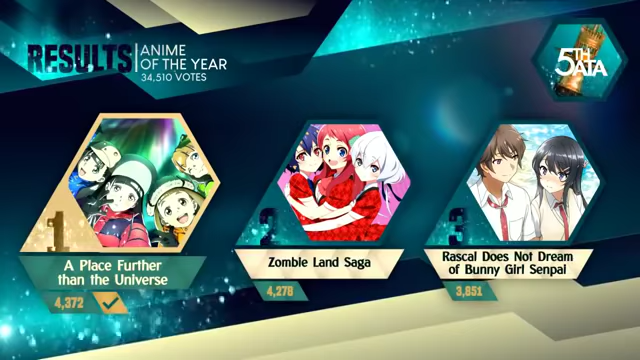 RESULTS
ANIME
OF THE YEAR
34,510 VOTES
5TH
ATA
1
A Place Further
than the Universe
4,372
2
Zombie Land Saga
4,278
3
Rascal Does Not Dream
of Bunny Girl Senpai
3,851